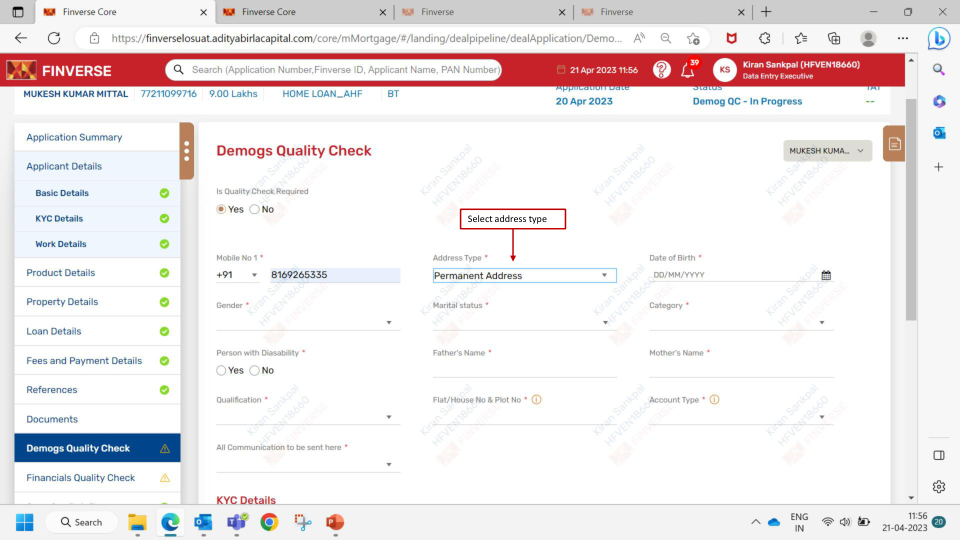 Finverse Core
Finverse Core
Finverse
Finverse
https://finverselosuat.adityabirlacapital.com/core/mMortgage/#/landing/dealpipeline/dealApplication/Demo...
FINVERSE
Search (Application Number,Finverse ID, Applicant Name, PAN Number)
21 Apr 2023 11:56
39
KS
Kiran Sankpal (HFVEN18660)
Data Entry Executive
MUKESH KUMAR MITTAL 77211099716 9.00 Lakhs HOME LOAN_AHF BT
Application Date
20 Apr 2023
Status
Demog QC - In Progress
TAT
--
Application Summary
Applicant Details
Basic Details
KYC Details
Work Details
Product Details
Property Details
Loan Details
Fees and Payment Details
References
Documents
Demogs Quality Check
Financials Quality Check
Demogs Quality Check
MUKESH KUMA...
Is Quality Check Required
Yes No
Select address type
Mobile No 1 * Address Type * Date of Birth *
+91 8169265335 Permanent Address DD/MM/YYYY
Gender * Marital status * Category *
Person with Diasability * Father's Name * Mother's Name *
Yes No
Qualification * Flat/House No & Plot No * Account Type *
All Communication to be sent here *
KYC Details
Kiran Sankpal
HFVEN18660
FINVERSE
Search
ENG
IN
11:56
21-04-2023
20